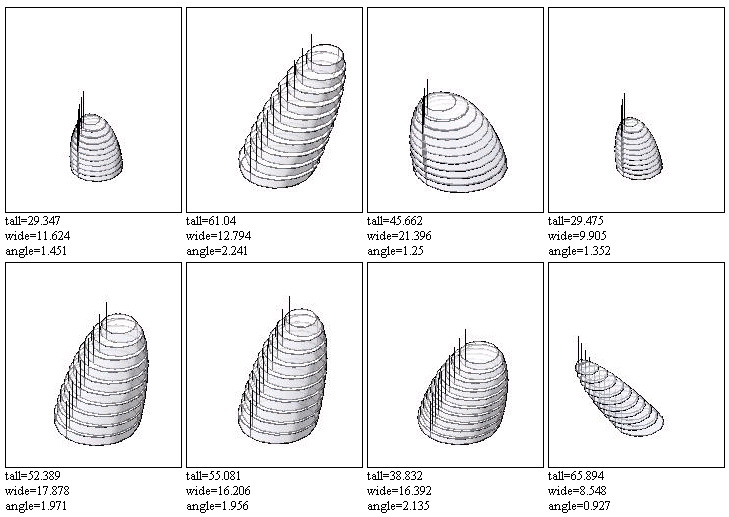 tall=29.347
wide=11.624
angle=1.451
tall=61.04
wide=12.794
angle=2.241
tall=45.662
wide=21.396
angle=1.25
tall=29.475
wide=9.905
angle=1.352
tall=52.389
wide=17.878
angle=1.971
tall=55.081
wide=16.206
angle=1.956
tall=38.832
wide=16.392
angle=2.135
tall=65.894
wide=8.548
angle=0.927